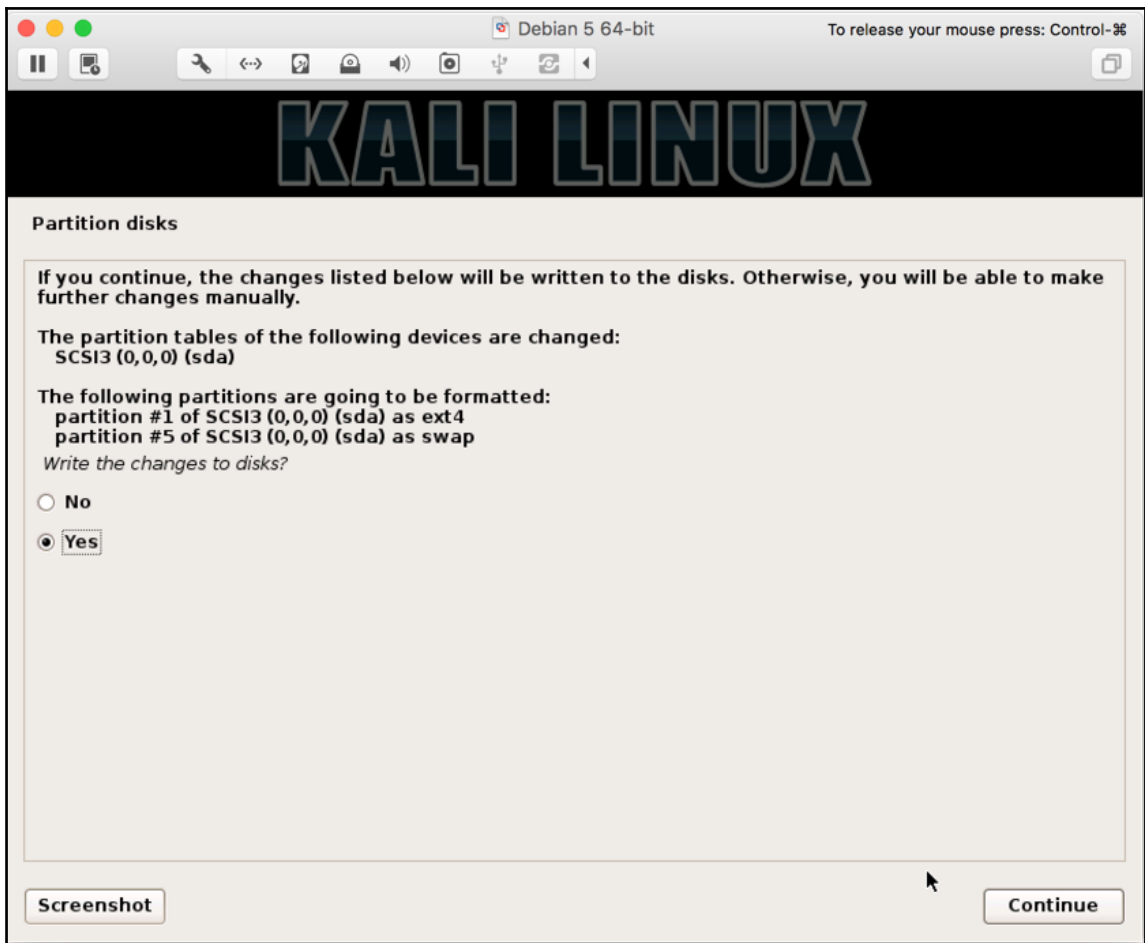 Debian 5 64-bit
To release your mouse press: Control-⌘
KALI LINUX
Partition disks
If you continue, the changes listed below will be written to the disks. Otherwise, you will be able to make
further changes manually.
The partition tables of the following devices are changed:
SCSI3 (0,0,0) (sda)
The following partitions are going to be formatted:
partition #1 of SCSI3 (0,0,0) (sda) as ext4
partition #5 of SCSI3 (0,0,0) (sda) as swap
Write the changes to disks?
No
Yes
Screenshot
Continue